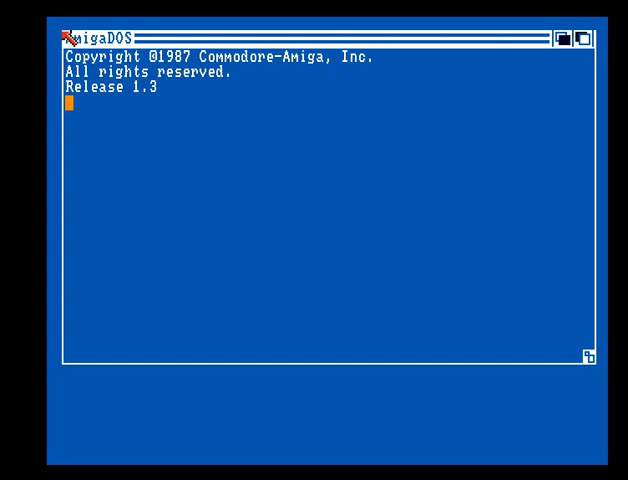 AmigaDOS
Copyright ©1987 Commodore-Amiga, Inc.
All rights reserved.
Release 1.3